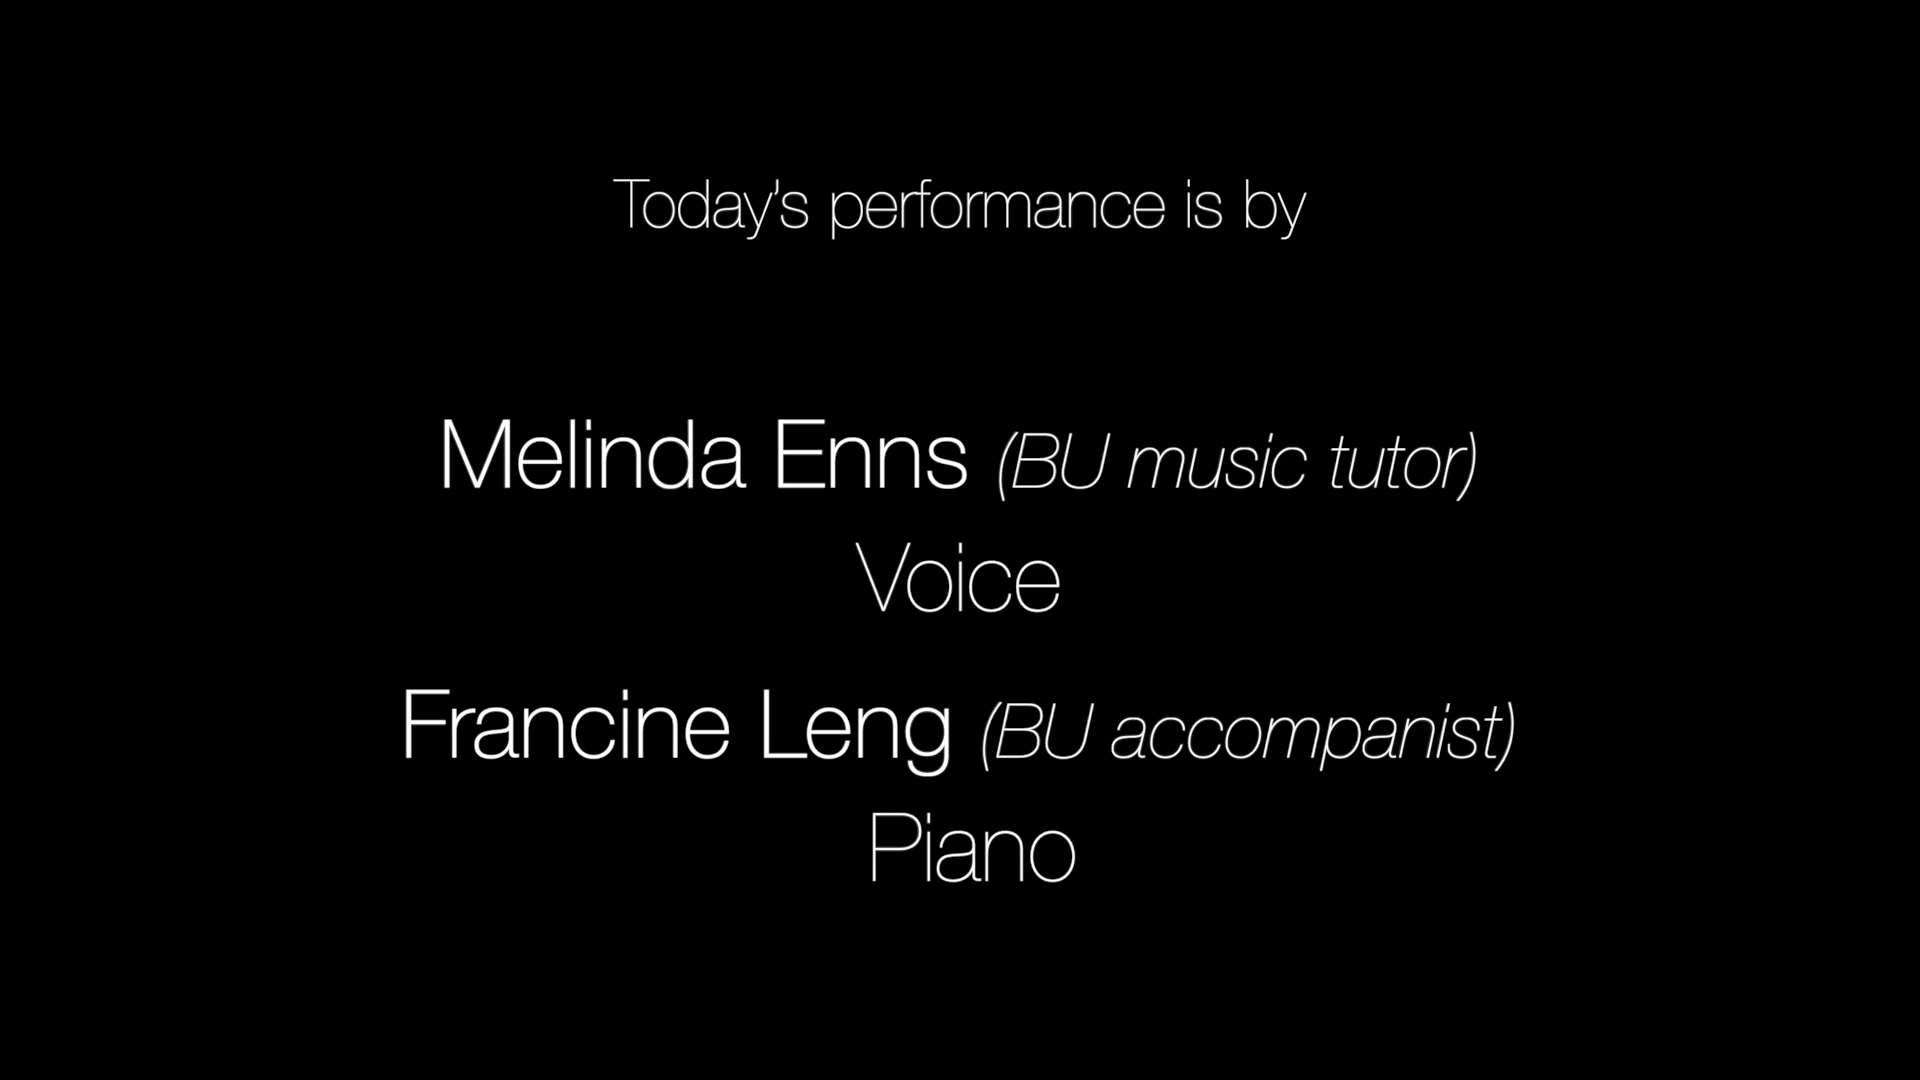 Today's performance is by
Melinda Enns (BU music tutor)
Voice
Francine Leng (BU accompanist)
Piano